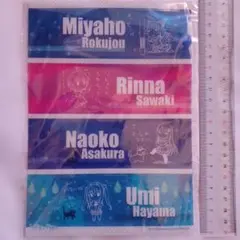 Miyaho
Rokujou
Rinna
Sawaki
Naoko
Asakura
Umi
Hayama